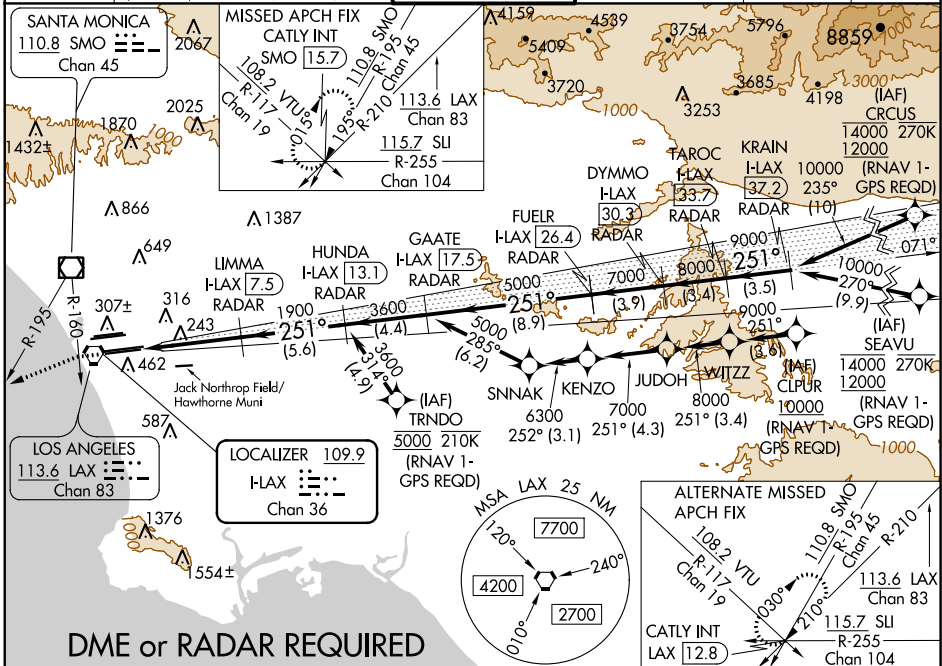 SANTA MONICA
110.8 SMO
Chan 45
MISSED APCH FIX
CATLY INT
SMO 15.7
110.8 SMO
R-195
Chan 45
R-210
108.2 VTU
R-117
Chan 19
015°
195°
113.6 LAX
Chan 83
115.7 SLI
R-255
Chan 104
2067
2025
1870
1000
1432±
866
649
1387
307±
316
243
462
587
1376
1554±
4159
4539
5409
3720
3754
5796
8859
3685
3253
4198
3000
1000
1000
1000
(IAF)
CRCUS
14000 270K
12000
(RNAV 1-
GPS REQD)
KRAIN
I-LAX
37.2
RADAR
10000
235°
(10)
TAROC
I-LAX
33.7
RADAR
DYMMO
I-LAX
30.3
RADAR
FUELR
I-LAX 26.4
RADAR
GAATE
I-LAX 17.5
RADAR
HUNDA
I-LAX 13.1
RADAR
LIMMA
I-LAX 7.5
RADAR
071°
9000
251°
(3.5)
8000
(3.4)
7000
(3.9)
5000
251°
(8.9)
3600
(4.4)
1900
251°
(5.6)
10000
270°
(9.9)
9000
251°
(3.6)
5000
285°
(6.2)
3600
314°
(4.9)
R-195
R-160
Jack Northrop Field/
Hawthorne Muni
(IAF)
SEAVU
14000 270K
12000
(RNAV 1-
GPS REQD)
SNNAK
KENZO
JUDOH
WITZZ
(IAF)
CLPUR
10000
(RNAV 1-
GPS REQD)
6300
252° (3.1)
7000
251° (4.3)
8000
251° (3.4)
(IAF)
TRNDO
5000 210K
(RNAV 1-
GPS REQD)
LOS ANGELES
113.6 LAX
Chan 83
LOCALIZER 109.9
I-LAX
Chan 36
MSA LAX 25 NM
120°
7700
240°
4200
2700
010°
ALTERNATE MISSED
APCH FIX
110.8 SMO
R-195
Chan 45
R-210
108.2 VTU
R-117
Chan 19
030°
210°
113.6 LAX
Chan 83
115.7 SLI
R-255
Chan 104
CATLY INT
LAX 12.8
DME or RADAR REQUIRED